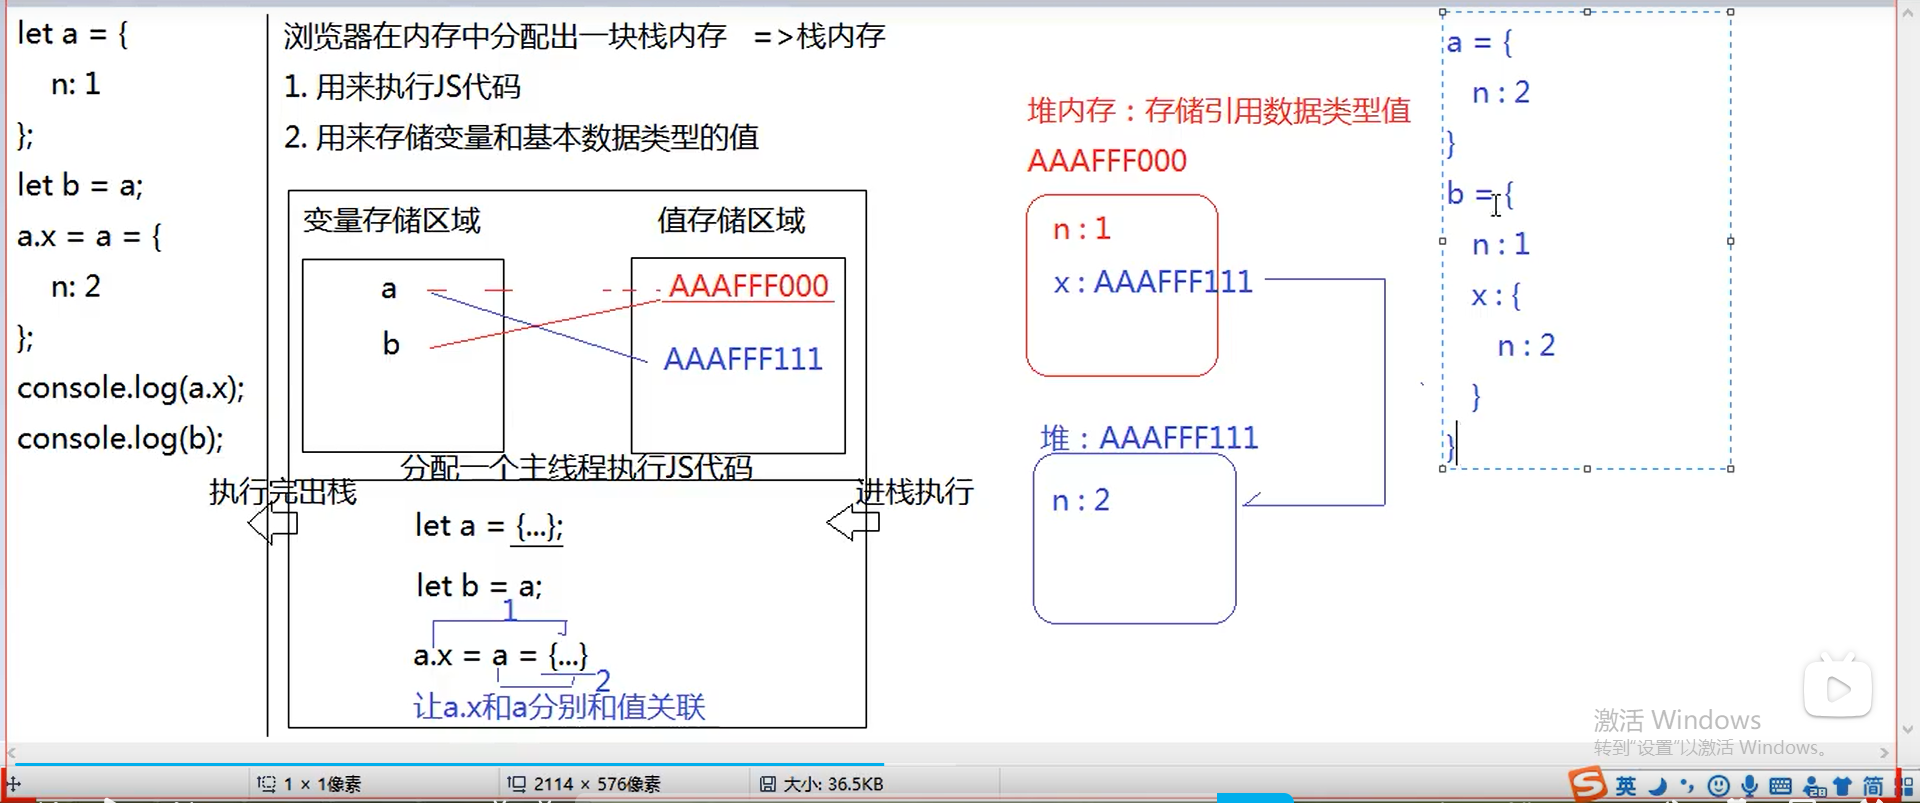 let a = {
n: 1
};
let b = a;
a.x = a = {
n: 2
};
console.log(a.x);
console.log(b);
浏览器在内存中分配出一块栈内存 =>栈内存
1. 用来执行JS代码
2. 用来存储变量和基本数据类型的值
变量存储区域 值存储区域
a AAAFFF000
b
AAAFFF111
分配一个主线程执行JS代码
执行完出栈 进栈执行
let a = {...};
let b = a;
1
a.x = a = {...}
2
让a.x和a分别和值关联
堆内存：存储引用数据类型值
AAAFFF000
n : 1
x : AAAFFF111
堆：AAAFFF111
n : 2
a = {
n : 2
}
b = {
n : 1
x : {
n : 2
}
}
激活 Windows
转到“设置”以激活 Windows。
1 × 1像素 2114 × 576像素 大小: 36.5KB
S 英 28 简